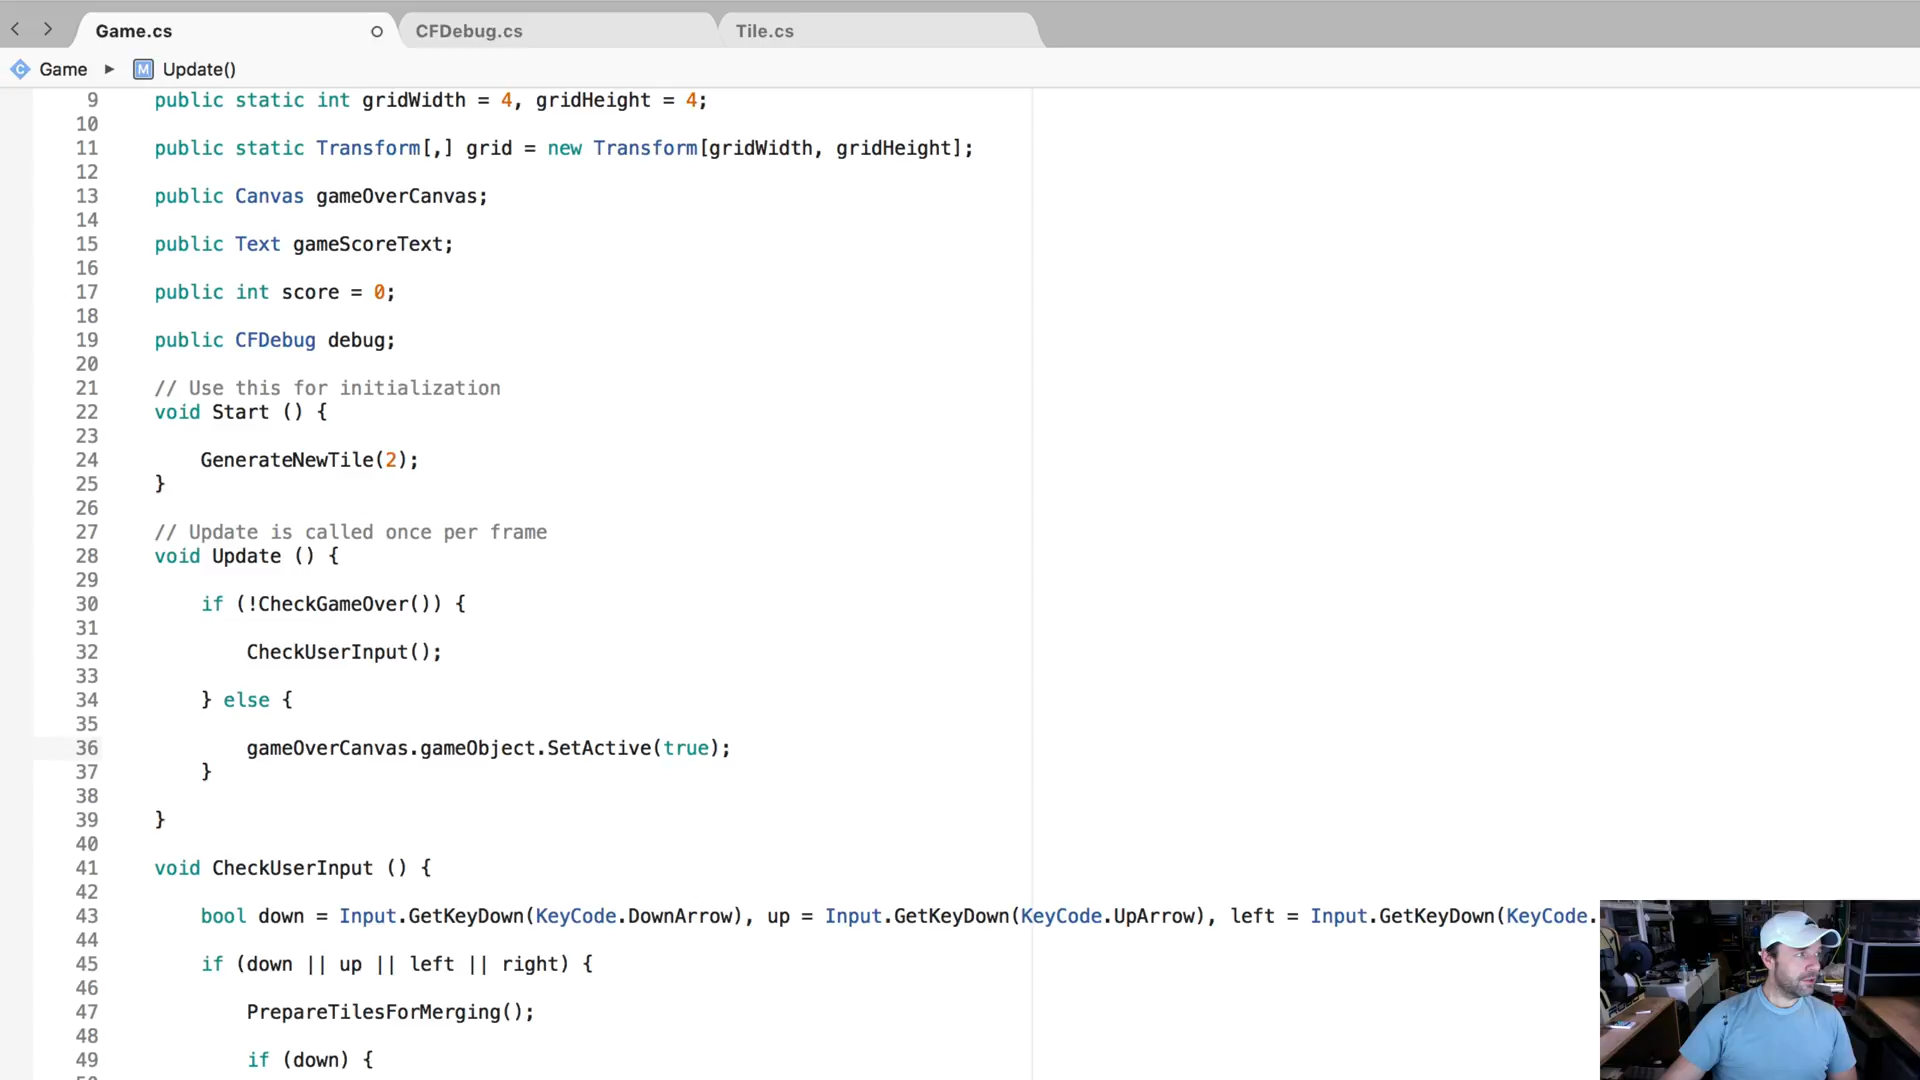 Game.cs
CFDebug.cs
Tile.cs
Game ▶ M Update()
9 public static int gridWidth = 4, gridHeight = 4;
10
11 public static Transform[,] grid = new Transform[gridWidth, gridHeight];
12
13 public Canvas gameOverCanvas;
14
15 public Text gameScoreText;
16
17 public int score = 0;
18
19 public CFDebug debug;
20
21 // Use this for initialization
22 void Start () {
23
24 GenerateNewTile(2);
25 }
26
27 // Update is called once per frame
28 void Update () {
29
30 if (!CheckGameOver()) {
31
32 CheckUserInput();
33
34 } else {
35
36 gameOverCanvas.gameObject.SetActive(true);
37 }
38
39 }
40
41 void CheckUserInput () {
42
43 bool down = Input.GetKeyDown(KeyCode.DownArrow), up = Input.GetKeyDown(KeyCode.UpArrow), left = Input.GetKeyDown(KeyCode.
44
45 if (down || up || left || right) {
46
47 PrepareTilesForMerging();
48
49 if (down) {